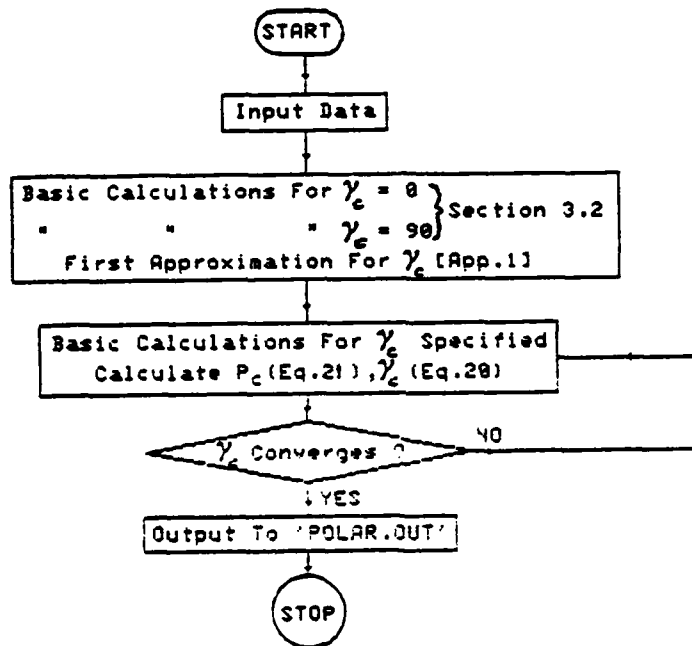 START
Input Data
Basic Calculations For γc = 0
" " " γc = 90 } Section 3.2
First Approximation For γc [App.1]
Basic Calculations For γc Specified
Calculate Pc(Eq.21), γc (Eq.20)
γc Converges ?
NO
YES
Output To 'POLAR.OUT'
STOP